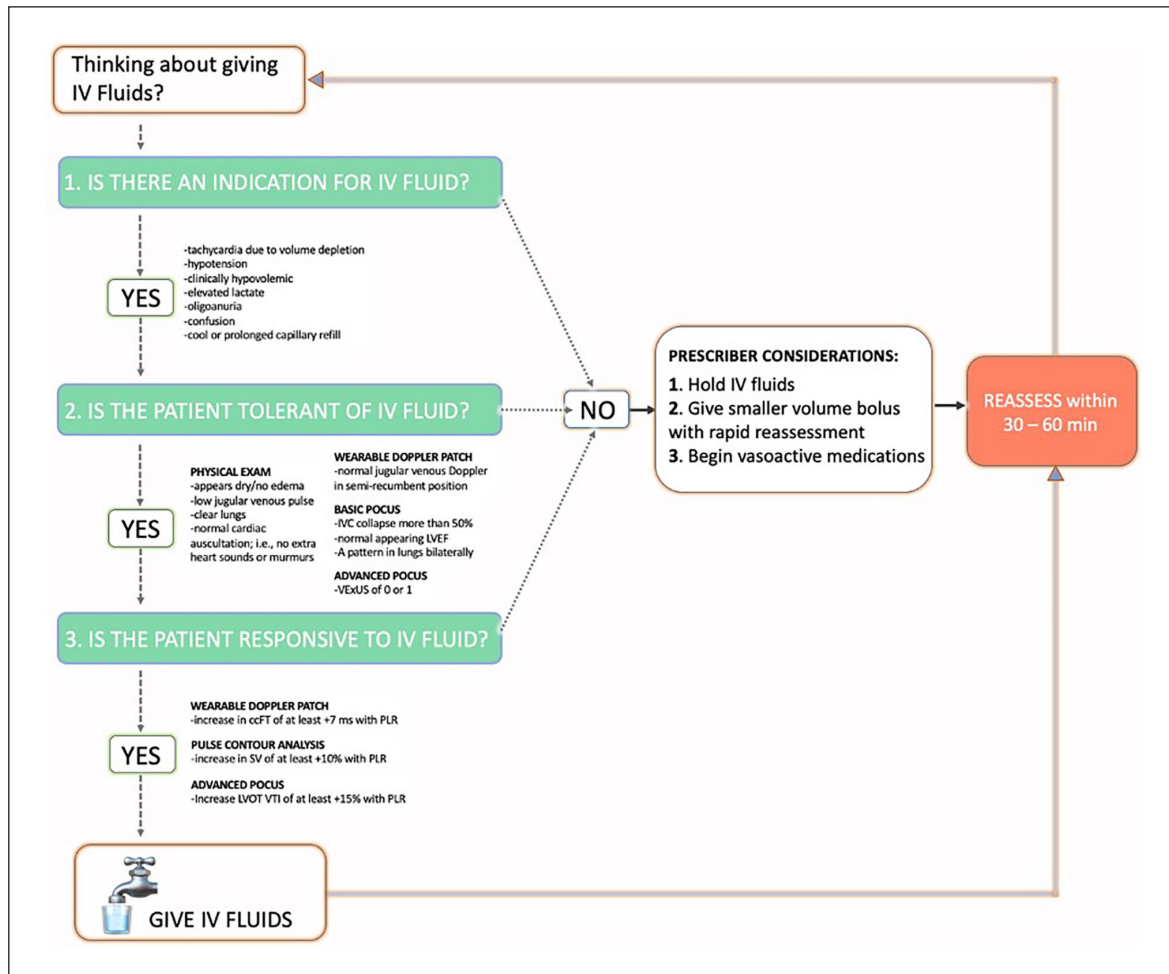 Thinking about giving
IV Fluids?
1. IS THERE AN INDICATION FOR IV FLUID?
YES
-tachycardia due to volume depletion
-hypotension
-clinically hypovolemic
-elevated lactate
-oligoanuria
-confusion
-cool or prolonged capillary refill
2. IS THE PATIENT TOLERANT OF IV FLUID?
YES
PHYSICAL EXAM
-appears dry/no edema
-low jugular venous pulse
-clear lungs
-normal cardiac
auscultation; i.e., no extra
heart sounds or murmurs
WEARABLE DOPPLER PATCH
-normal jugular venous Doppler
in semi-recumbent position
BASIC POCUS
-IVC collapse more than 50%
-normal appearing LVEF
-A pattern in lungs bilaterally
ADVANCED POCUS
-VExUS of 0 or 1
3. IS THE PATIENT RESPONSIVE TO IV FLUID?
YES
WEARABLE DOPPLER PATCH
-increase in ccFT of at least +7 ms with PLR
PULSE CONTOUR ANALYSIS
-increase in SV of at least +10% with PLR
ADVANCED POCUS
-Increase LVOT VTI of at least +15% with PLR
GIVE IV FLUIDS
NO
PRESCRIBER CONSIDERATIONS:
1. Hold IV fluids
2. Give smaller volume bolus
with rapid reassessment
3. Begin vasoactive medications
REASSESS within
30 – 60 min